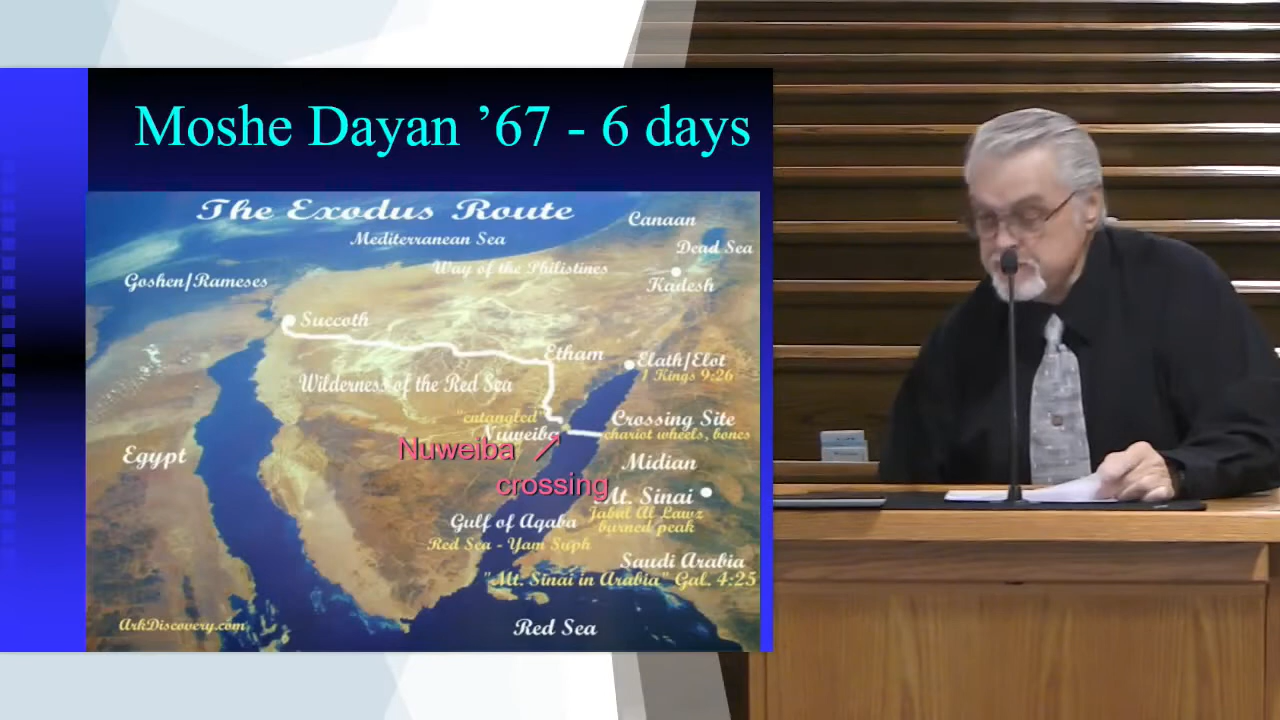 Moshe Dayan ’67 - 6 days
The Exodus Route
Canaan
Mediterranean Sea
Dead Sea
Way of the Philistines
Goshen/Rameses
Kadesh
Succoth
Etham
Elath/Elot
1 Kings 9:26
Wilderness of the Red Sea
"entangled"
Crossing Site
Nuweiba
chariot wheels, bones
Nuweiba
Egypt
Midian
crossing
Mt. Sinai
Jabal Al Lawz
burned peak
Gulf of Aqaba
Red Sea - Yam Suph
Saudi Arabia
"Mt. Sinai in Arabia" Gal. 4:25
ArkDiscovery.com
Red Sea